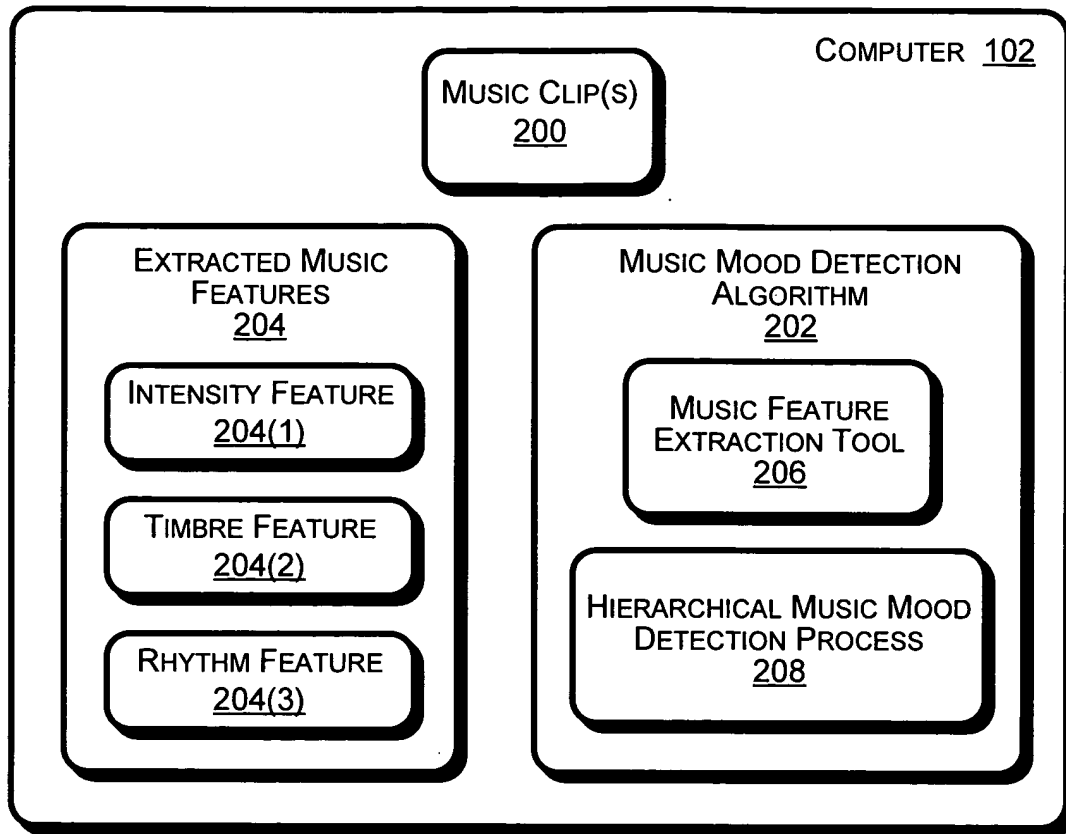 COMPUTER 102
MUSIC CLIP(S)
200
EXTRACTED MUSIC
FEATURES
204
INTENSITY FEATURE
204(1)
TIMBRE FEATURE
204(2)
RHYTHM FEATURE
204(3)
MUSIC MOOD DETECTION
ALGORITHM
202
MUSIC FEATURE
EXTRACTION TOOL
206
HIERARCHICAL MUSIC MOOD
DETECTION PROCESS
208